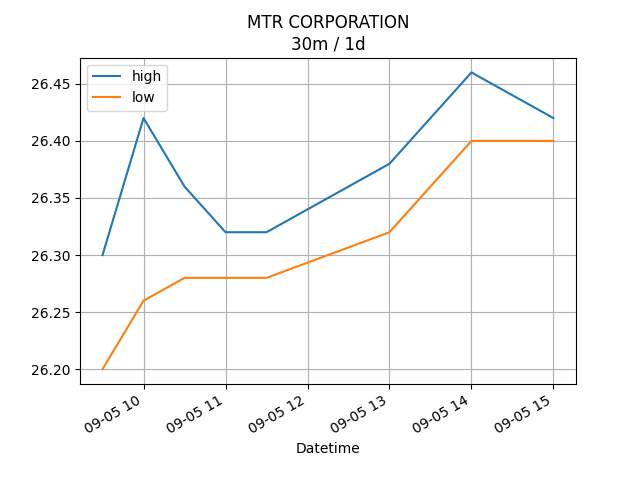 MTR CORPORATION
30m / 1d
high
low
26.45
26.40
26.35
26.30
26.25
26.20
09-05 10
09-05 11
09-05 12
09-05 13
09-05 14
09-05 15
Datetime